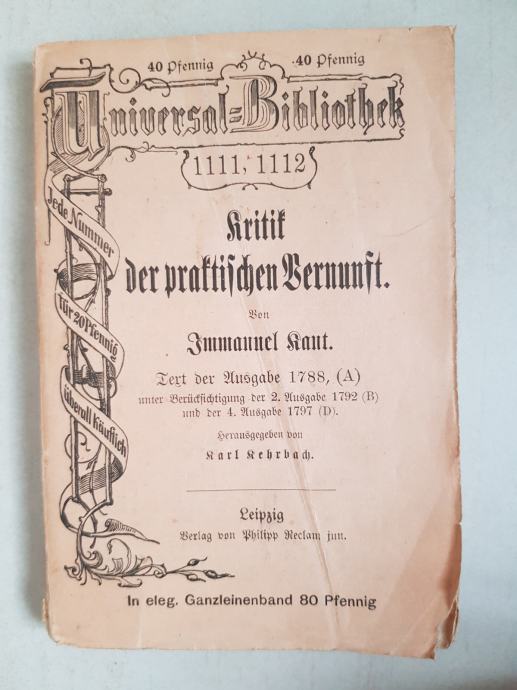 40 Pfennig 40 Pfennig
Universal-Bibliothek
1111, 1112
Jede Nummer
für 20 Pfennig
überall käuflich
Kritik
der praktischen Vernunft.
Von
Immanuel Kant.
Text der Ausgabe 1788, (A)
unter Berücksichtigung der 2. Ausgabe 1792 (B)
und der 4. Ausgabe 1797 (D).
Herausgegeben von
Karl Kehrbach.
Leipzig
Verlag von Philipp Reclam jun.
In eleg. Ganzleinenband 80 Pfennig